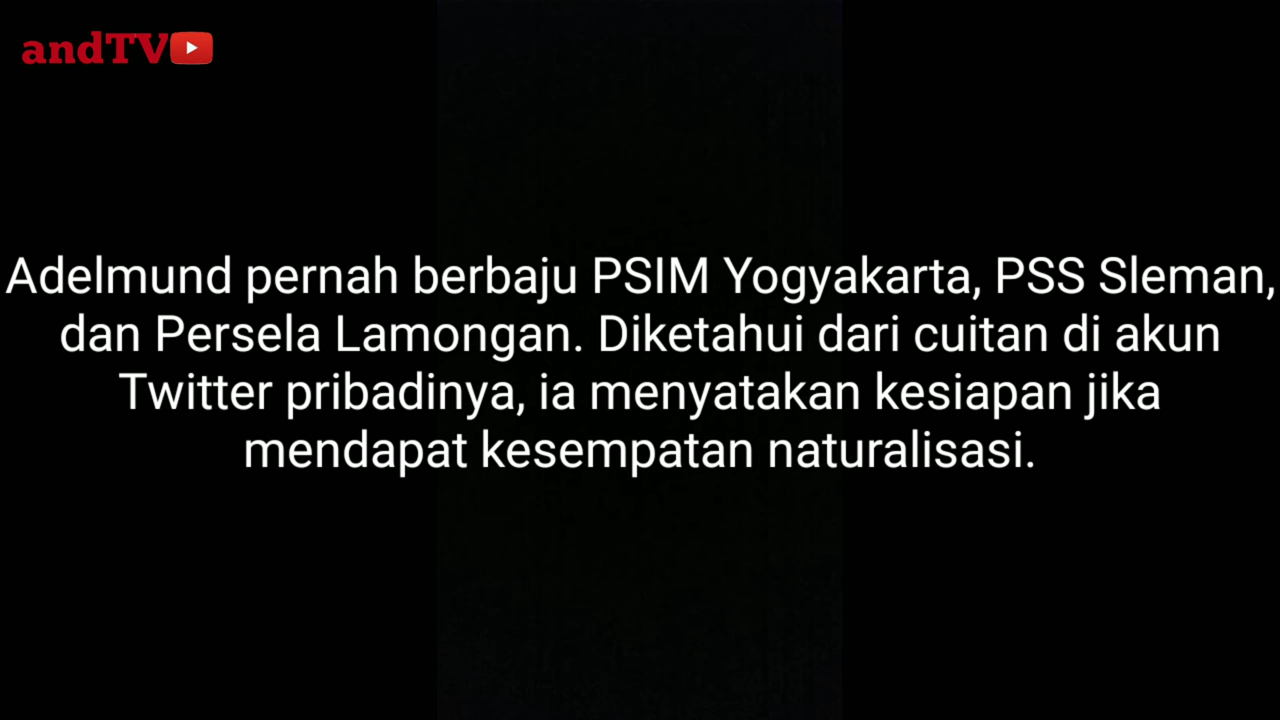 andTV
Adelmund pernah berbaju PSIM Yogyakarta, PSS Sleman,
dan Persela Lamongan. Diketahui dari cuitan di akun
Twitter pribadinya, ia menyatakan kesiapan jika
mendapat kesempatan naturalisasi.